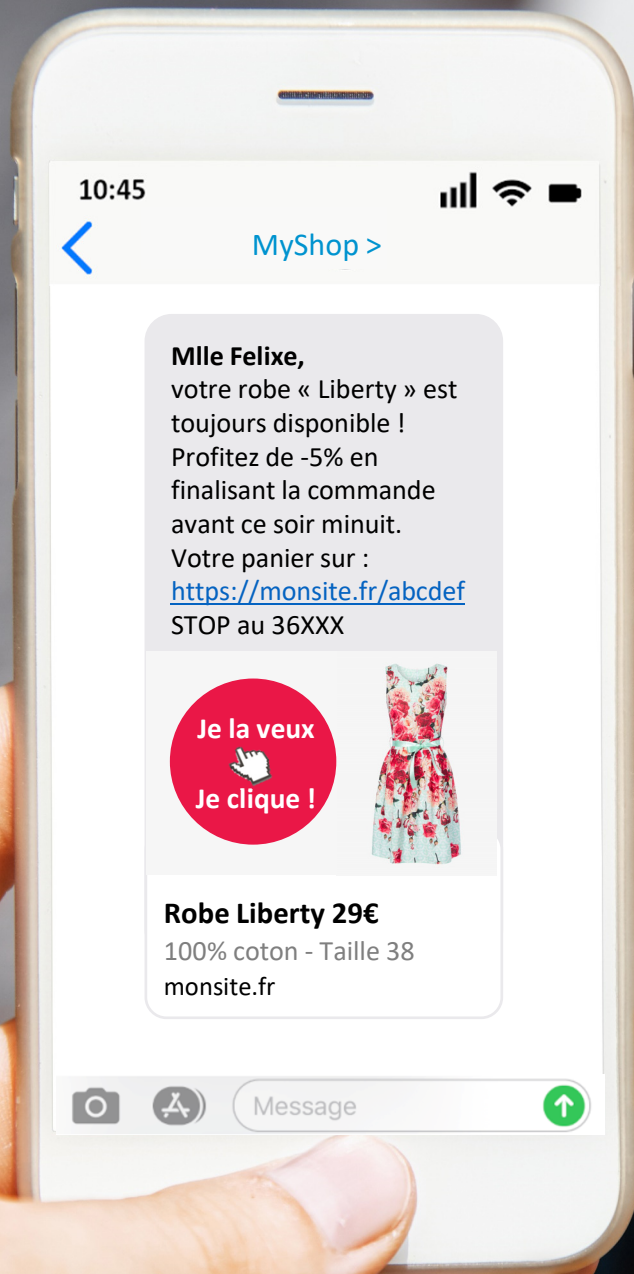 10:45
MyShop >
Mlle Felixe,
votre robe « Liberty » est
toujours disponible !
Profitez de -5% en
finalisant la commande
avant ce soir minuit.
Votre panier sur :
https://monsite.fr/abcdef
STOP au 36XXX
Je la veux
Je clique !
Robe Liberty 29€
100% coton - Taille 38
monsite.fr
Message